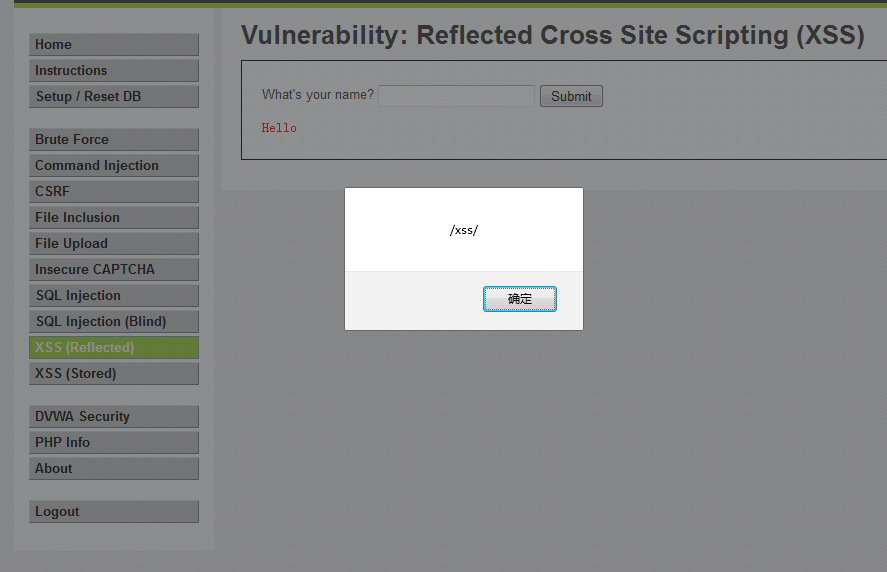 Home
Instructions
Setup / Reset DB
Brute Force
Command Injection
CSRF
File Inclusion
File Upload
Insecure CAPTCHA
SQL Injection
SQL Injection (Blind)
XSS (Reflected)
XSS (Stored)
DVWA Security
PHP Info
About
Logout
Vulnerability: Reflected Cross Site Scripting (XSS)
What's your name? Submit
Hello
/xss/
确定